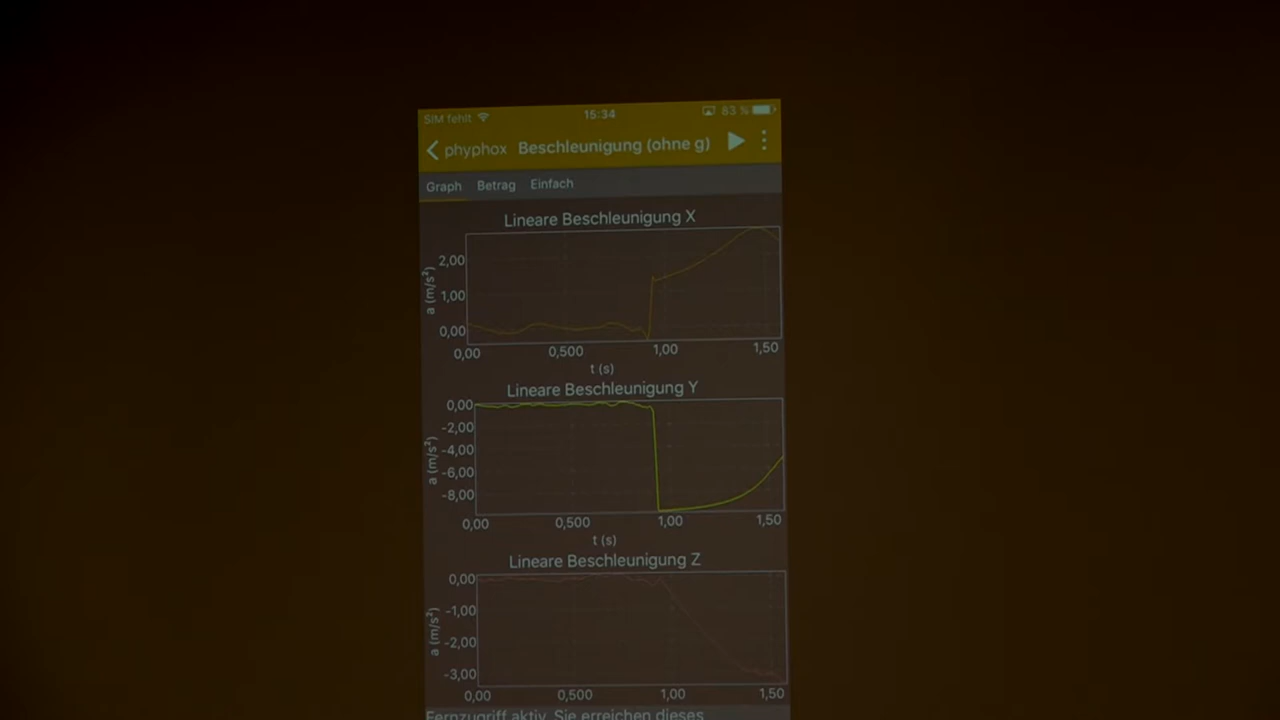 SIM fehlt 15:34 83 %
phyphox Beschleunigung (ohne g)
Graph Betrag Einfach
Lineare Beschleunigung X
a (m/s²)
2,00
1,00
0,00
0,00 0,500 1,00 1,50
t (s)
Lineare Beschleunigung Y
a (m/s²)
0,00
-2,00
-4,00
-6,00
-8,00
0,00 0,500 1,00 1,50
t (s)
Lineare Beschleunigung Z
a (m/s²)
0,00
-1,00
-2,00
-3,00
0,00 0,500 1,00 1,50
Fernzugriff aktiv. Sie erreichen dieses